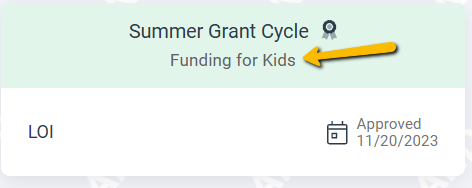 Summer Grant Cycle
Funding for Kids
LOI
Approved
11/20/2023